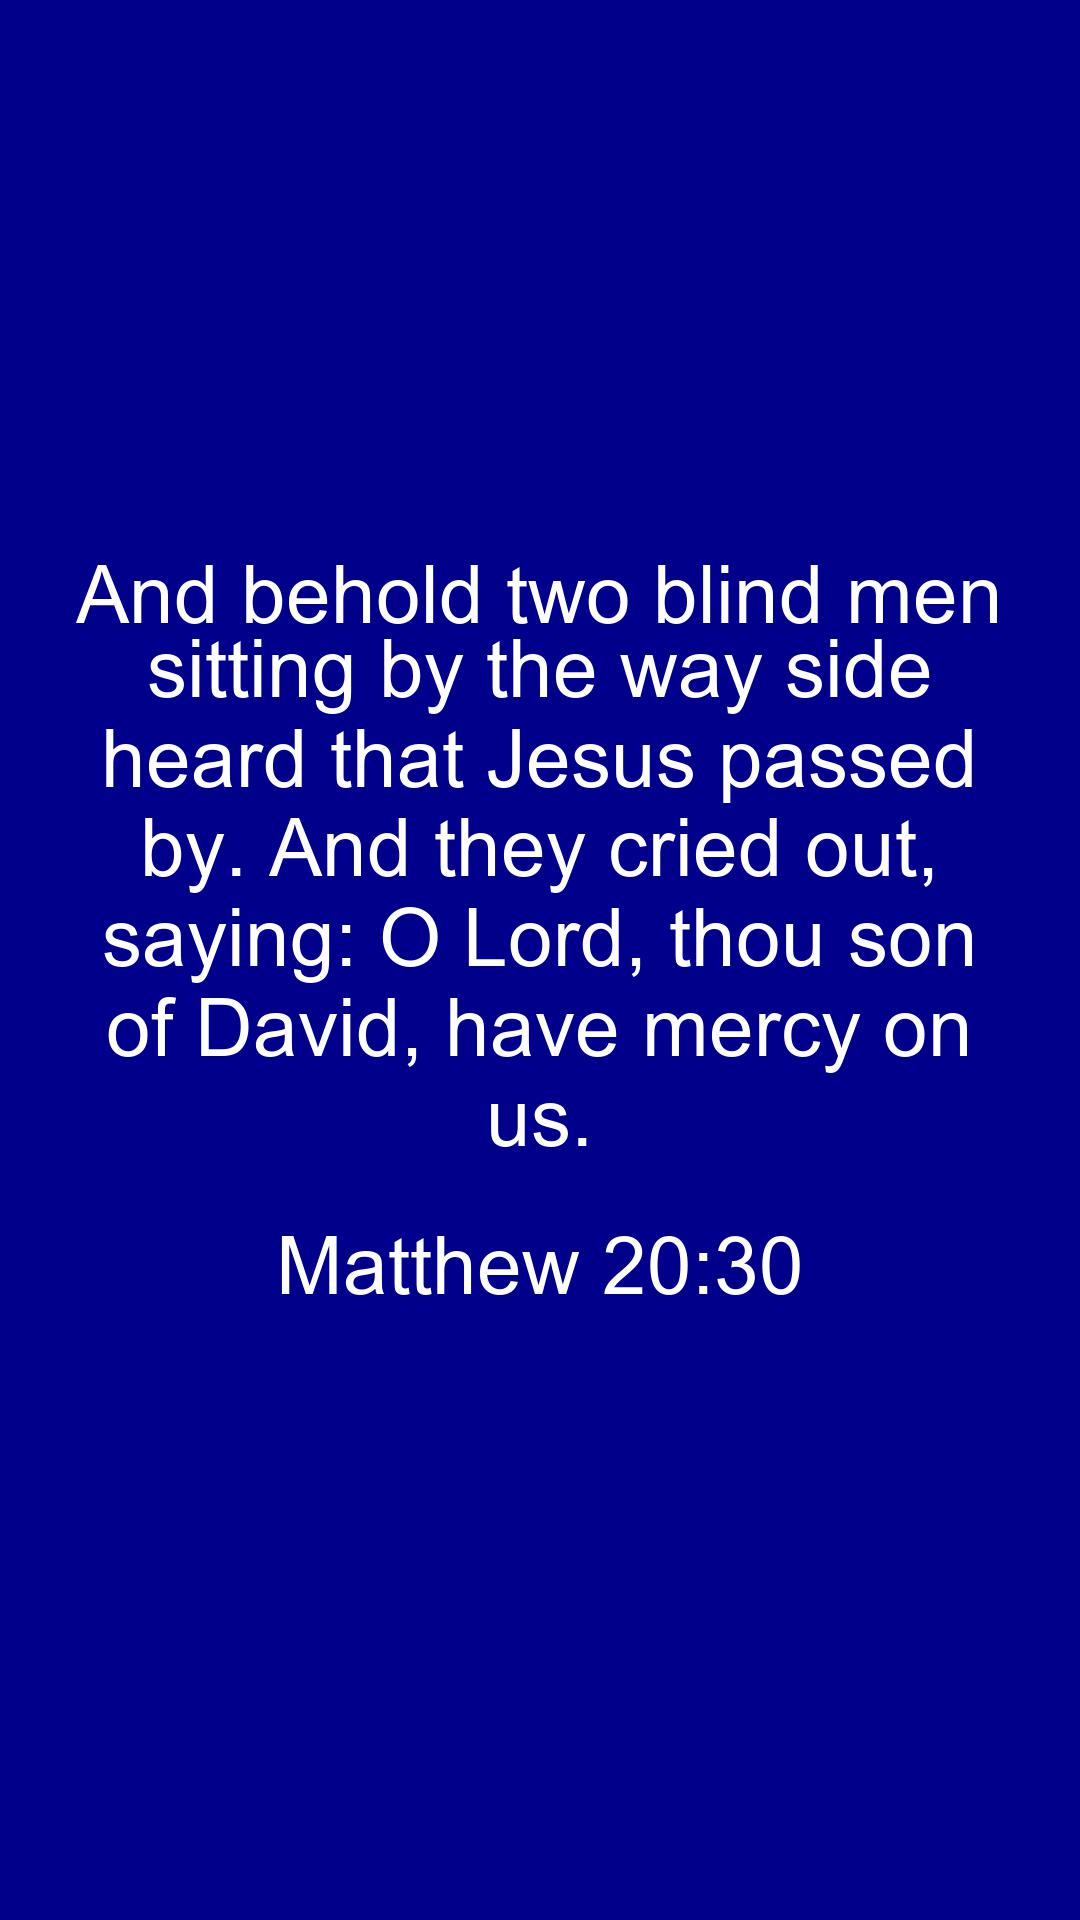 And behold two blind men
sitting by the way side
heard that Jesus passed
by. And they cried out,
saying: O Lord, thou son
of David, have mercy on
us.
Matthew 20:30